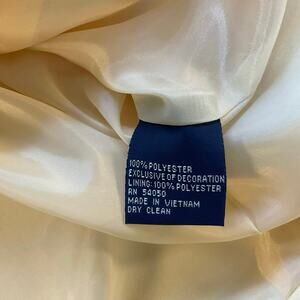 100% POLYESTER
EXCLUSIVE OF DECORATION
LINING: 100% POLYESTER
RN 54050
MADE IN VIETNAM
DRY CLEAN